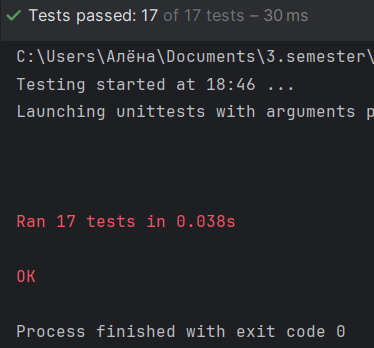 Tests passed: 17 of 17 tests – 30 ms
C:\Users\Алёна\Documents\3.semester\
Testing started at 18:46 ...
Launching unittests with arguments p
Ran 17 tests in 0.038s
OK
Process finished with exit code 0